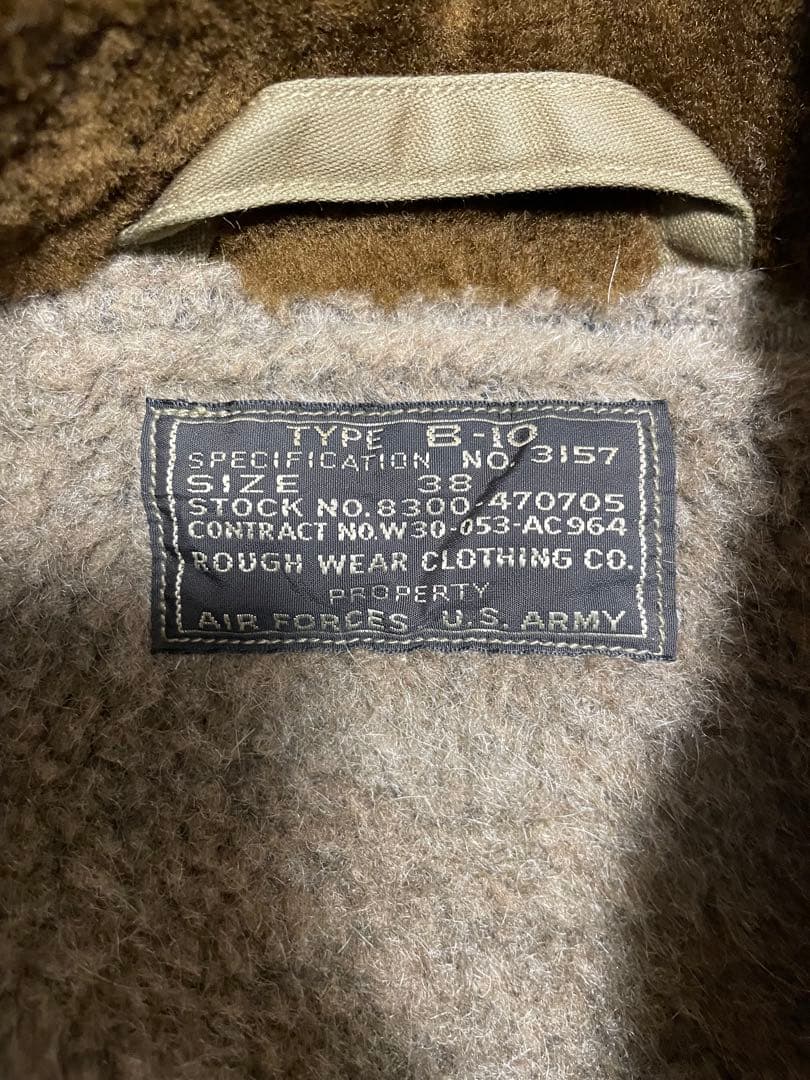 TYPE B-10
SPECIFICATION NO. 3157
SIZE 38
STOCK NO. 8300-470705
CONTRACT NO. W30-053-AC964
ROUGH WEAR CLOTHING CO.
PROPERTY
AIR FORCES U.S. ARMY